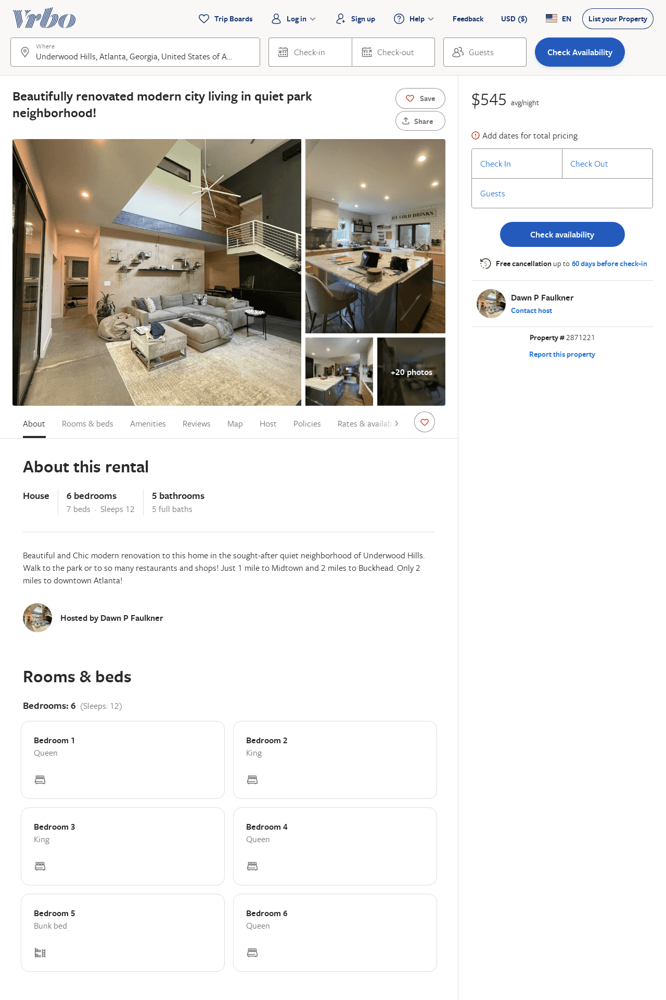 Vrbo
Trip Boards
Log in
Sign up
Help
Feedback
USD ($)
EN
List your Property
Where
Underwood Hills, Atlanta, Georgia, United States of A...
Check-in
Check-out
Guests
Check Availability
Beautifully renovated modern city living in quiet park
neighborhood!
Save
Share
ICE COLD DRINKS
+20 photos
$545 avg/night
Add dates for total pricing
Check In
Check Out
Guests
Check availability
Free cancellation up to 60 days before check-in
Dawn P Faulkner
Contact host
Property # 2871221
Report this property
About
Rooms & beds
Amenities
Reviews
Map
Host
Policies
Rates & availab
About this rental
House
6 bedrooms
7 beds · Sleeps 12
5 bathrooms
5 full baths
Beautiful and Chic modern renovation to this home in the sought-after quiet neighborhood of Underwood Hills.
Walk to the park or to so many restaurants and shops! Just 1 mile to Midtown and 2 miles to Buckhead. Only 2
miles to downtown Atlanta!
Hosted by Dawn P Faulkner
Rooms & beds
Bedrooms: 6 (Sleeps: 12)
Bedroom 1
Queen
Bedroom 2
King
Bedroom 3
King
Bedroom 4
Queen
Bedroom 5
Bunk bed
Bedroom 6
Queen